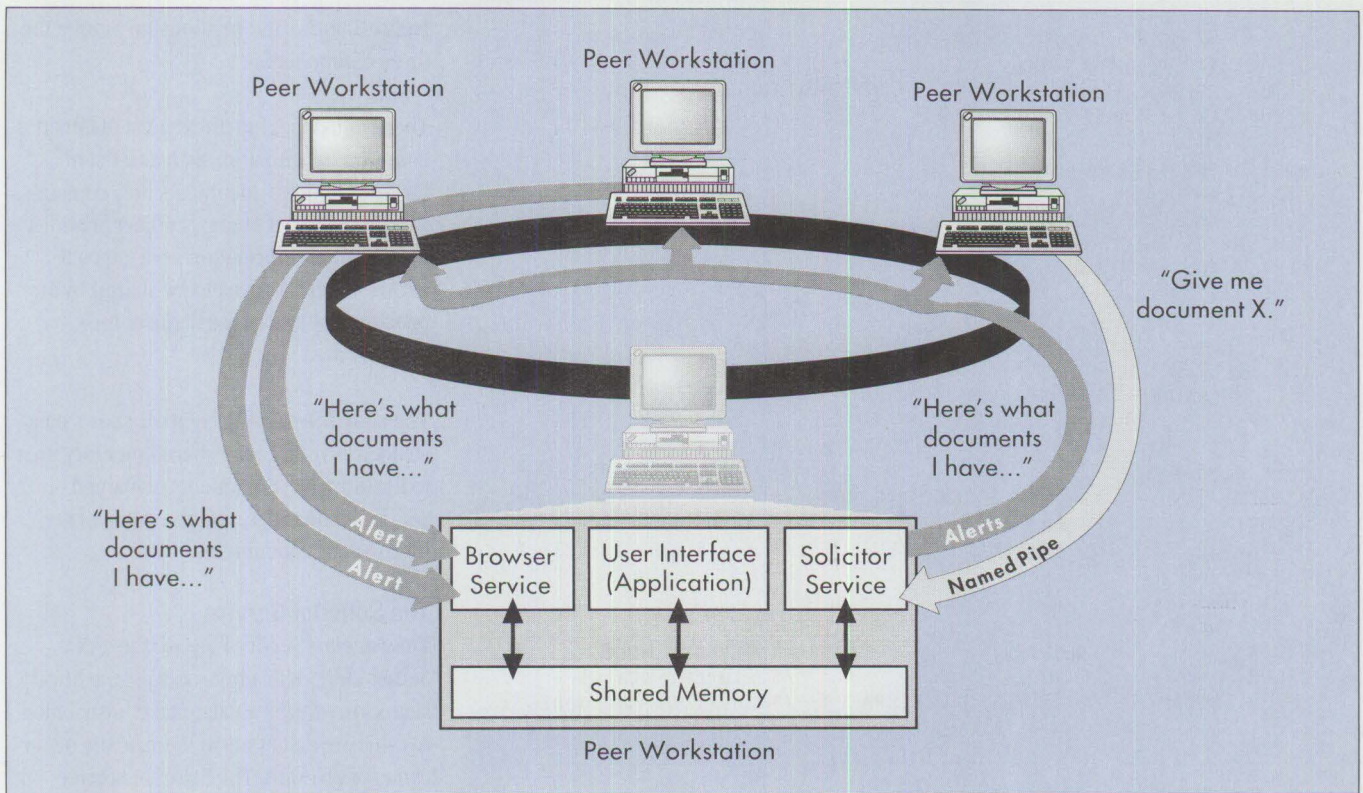 Peer Workstation
Peer Workstation
Peer Workstation
"Give me
document X."
"Here's what
documents
I have…"
"Here's what
documents
I have…"
"Here's what
documents
I have…"
Alert
Alert
Alerts
Named Pipe
Browser
Service
User Interface
(Application)
Solicitor
Service
Shared Memory
Peer Workstation